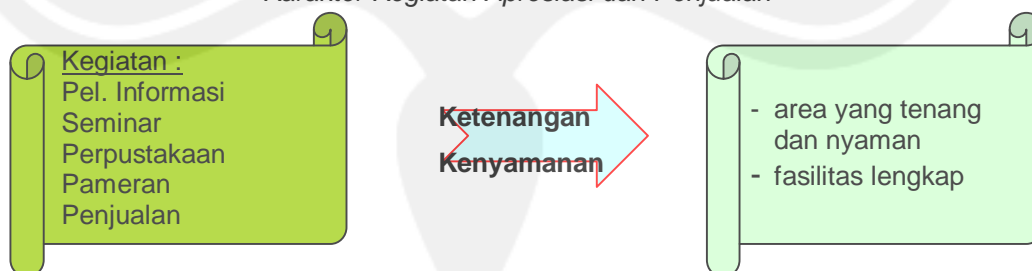 Karakter Kegiatan Apresiasi dan Penjualan
Kegiatan :
Pel. Informasi
Seminar
Perpustakaan
Pameran
Penjualan
Ketenangan
Kenyamanan
- area yang tenang
dan nyaman
- fasilitas lengkap